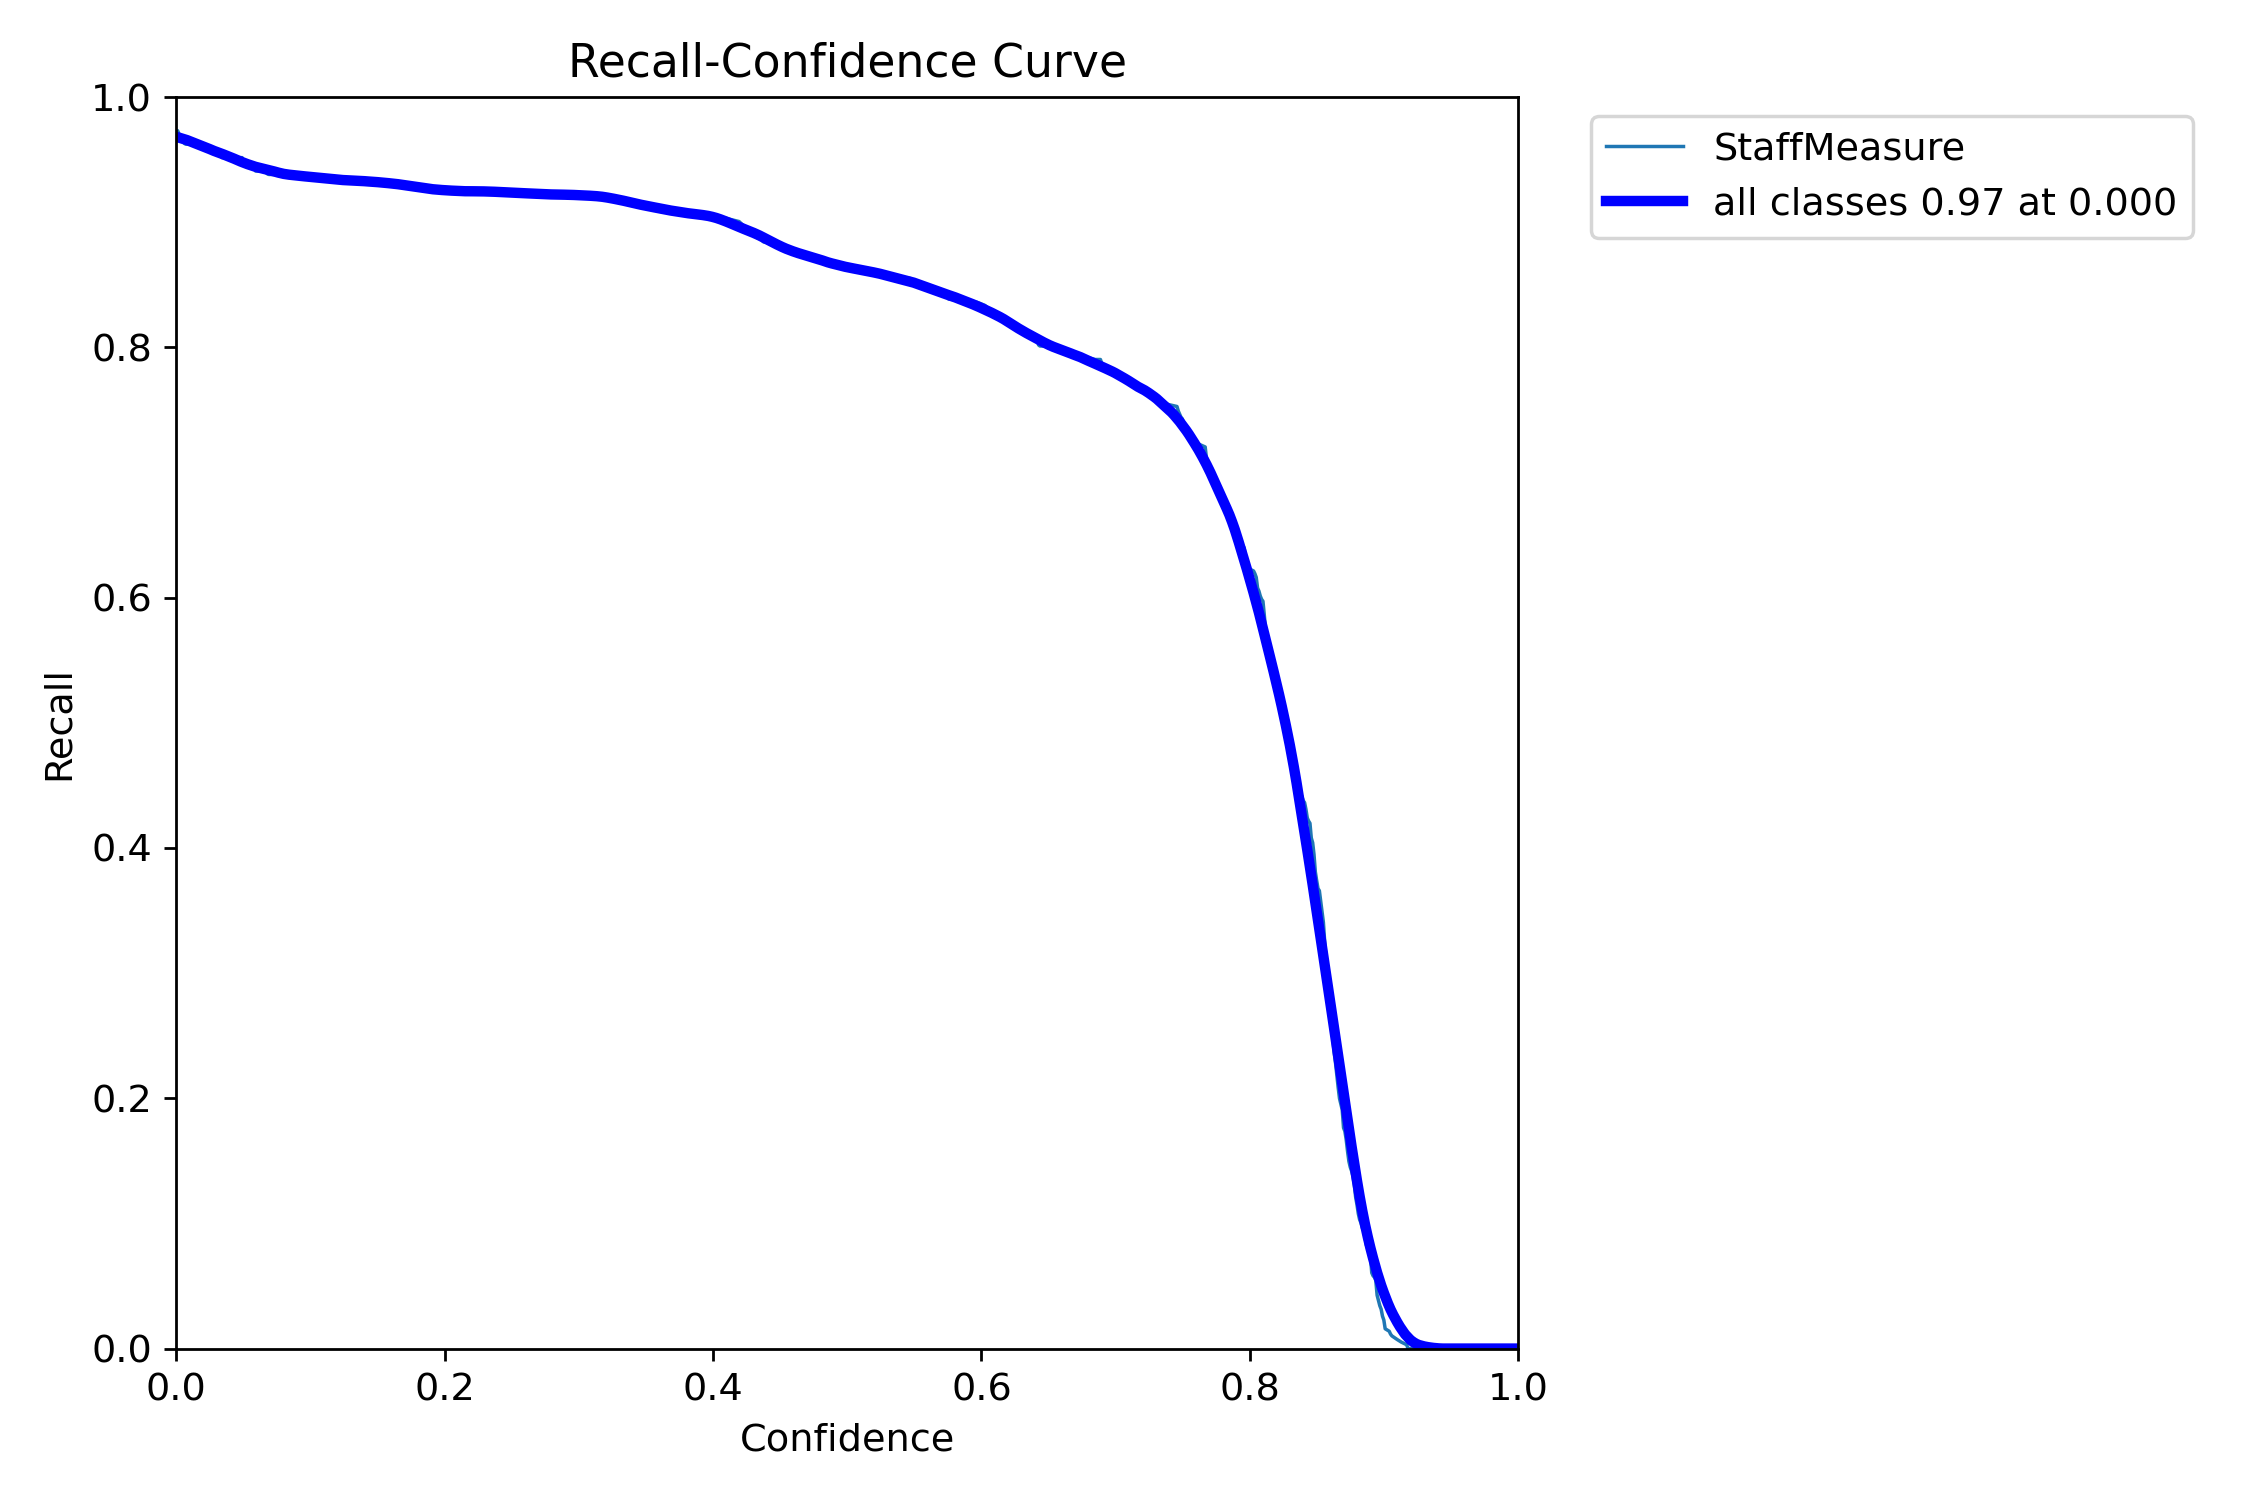 Recall-Confidence Curve
1.0
0.8
0.6
0.4
0.2
0.0
Recall
0.0 0.2 0.4 0.6 0.8 1.0
Confidence
StaffMeasure
all classes 0.97 at 0.000